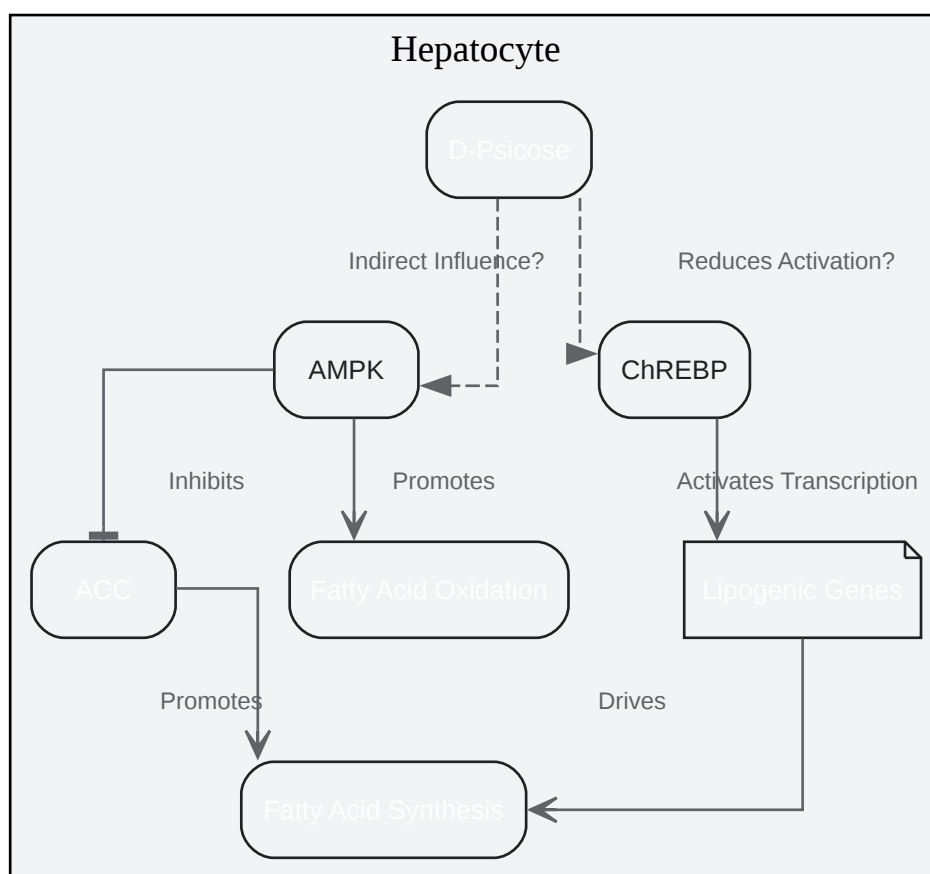 Hepatocyte
D-Psicose
Indirect Influence?
Reduces Activation?
AMPK
ChREBP
Inhibits
Promotes
Activates Transcription
ACC
Fatty Acid Oxidation
Lipogenic Genes
Promotes
Drives
Fatty Acid Synthesis